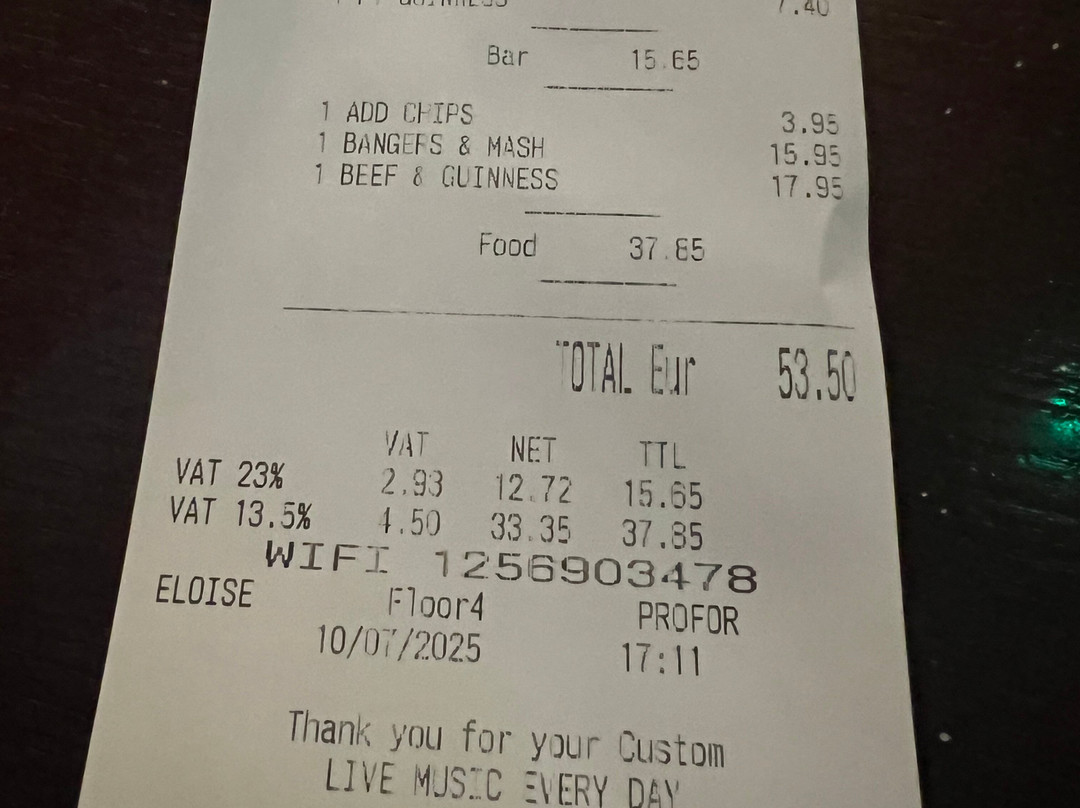 GUINNESS 7.40
Bar 15.65
1 ADD CHIPS 3.95
1 BANGERS & MASH 15.95
1 BEEF & GUINNESS 17.95
Food 37.85
TOTAL Eur 53.50
VAT NET TTL
VAT 23% 2.93 12.72 15.65
VAT 13.5% 4.50 33.35 37.85
WIFI 1256903478
ELOISE Floor4 PROFOR
10/07/2025 17:11
Thank you for your Custom
LIVE MUSIC EVERY DAY